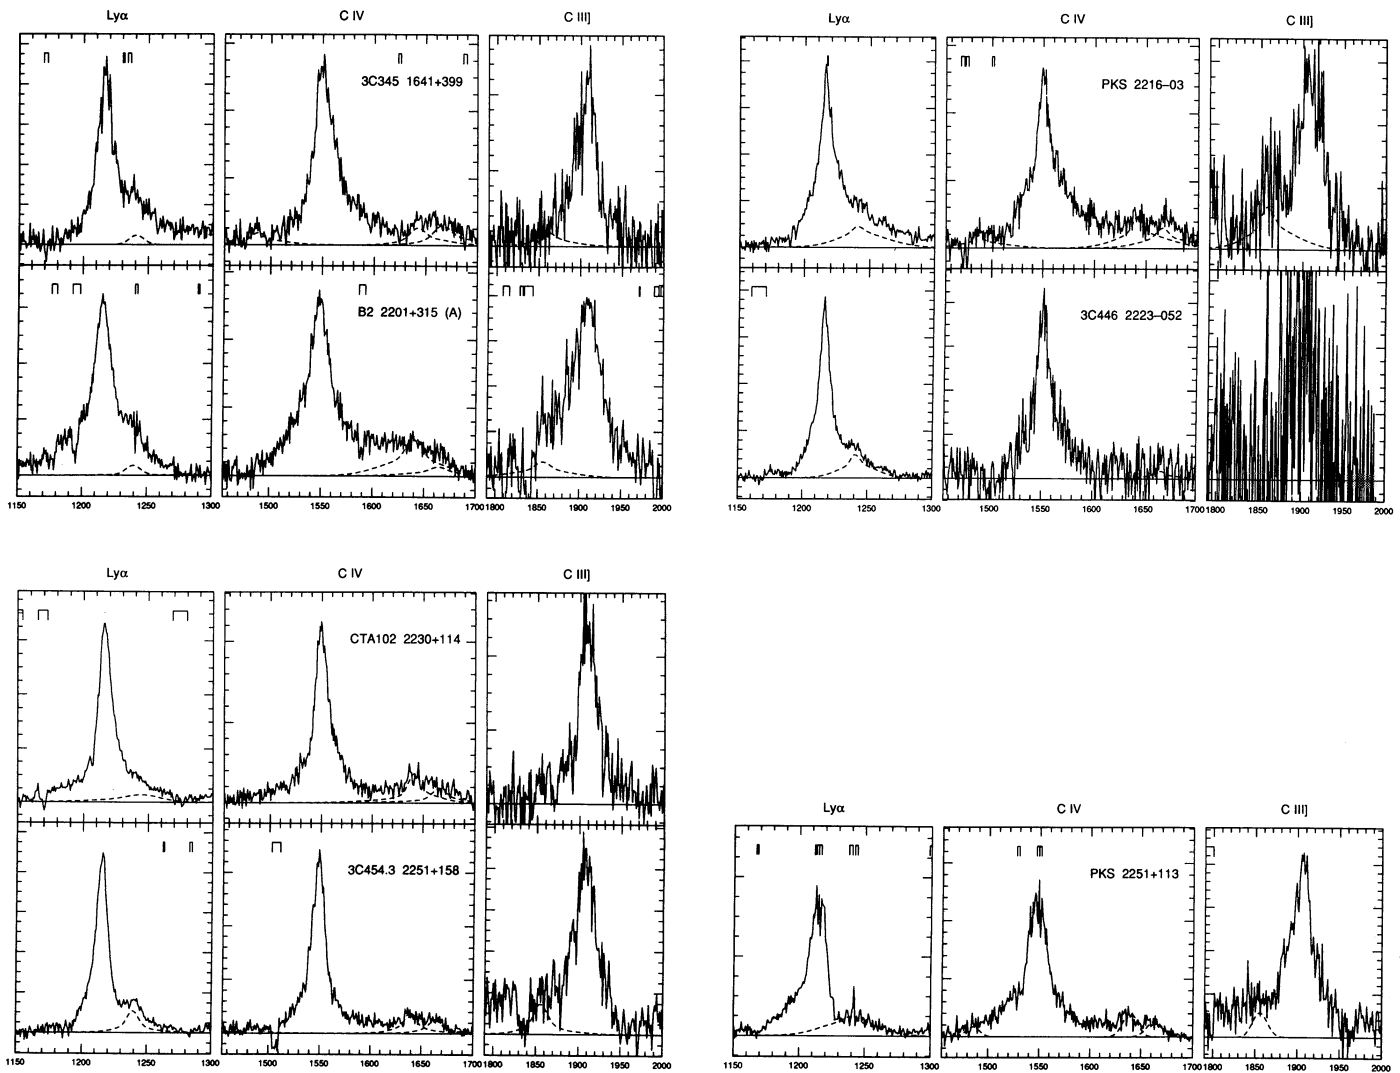 Lyα C IV C III]
3C345 1641+399
B2 2201+315 (A)
1150 1200 1250 1300 1500 1550 1600 1650 1700 1800 1850 1900 1950 2000
Lyα C IV C III]
PKS 2216–03
3C446 2223–052
1150 1200 1250 1300 1500 1550 1600 1650 1700 1800 1850 1900 1950 2000
Lyα C IV C III]
CTA102 2230+114
3C454.3 2251+158
1150 1200 1250 1300 1500 1550 1600 1650 1700 1800 1850 1900 1950 2000
Lyα C IV C III]
PKS 2251+113
1150 1200 1250 1300 1500 1550 1600 1650 1700 1800 1850 1900 1950 2000